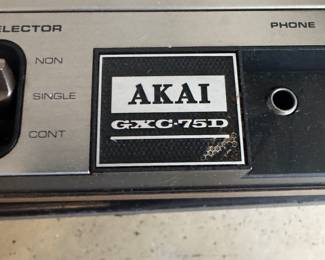 ELECTOR
PHONE
NON
SINGLE
CONT
AKAI
GXC-75D